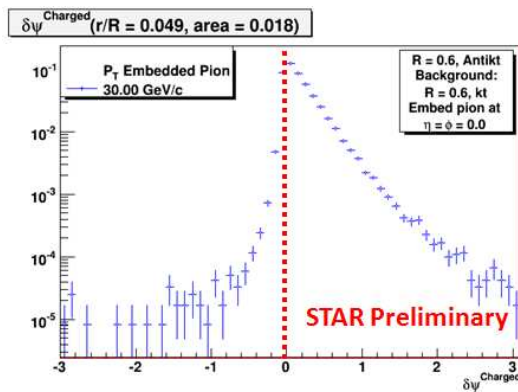 δψ^Charged (r/R = 0.049, area = 0.018)
P_T Embedded Pion
30.00 GeV/c
R = 0.6, Antikt
Background:
R = 0.6, kt
Embed pion at
η = ϕ = 0.0
10^-1
10^-2
10^-3
10^-4
10^-5
STAR Preliminary
-3 -2 -1 0 1 2 3
δψ^Charged